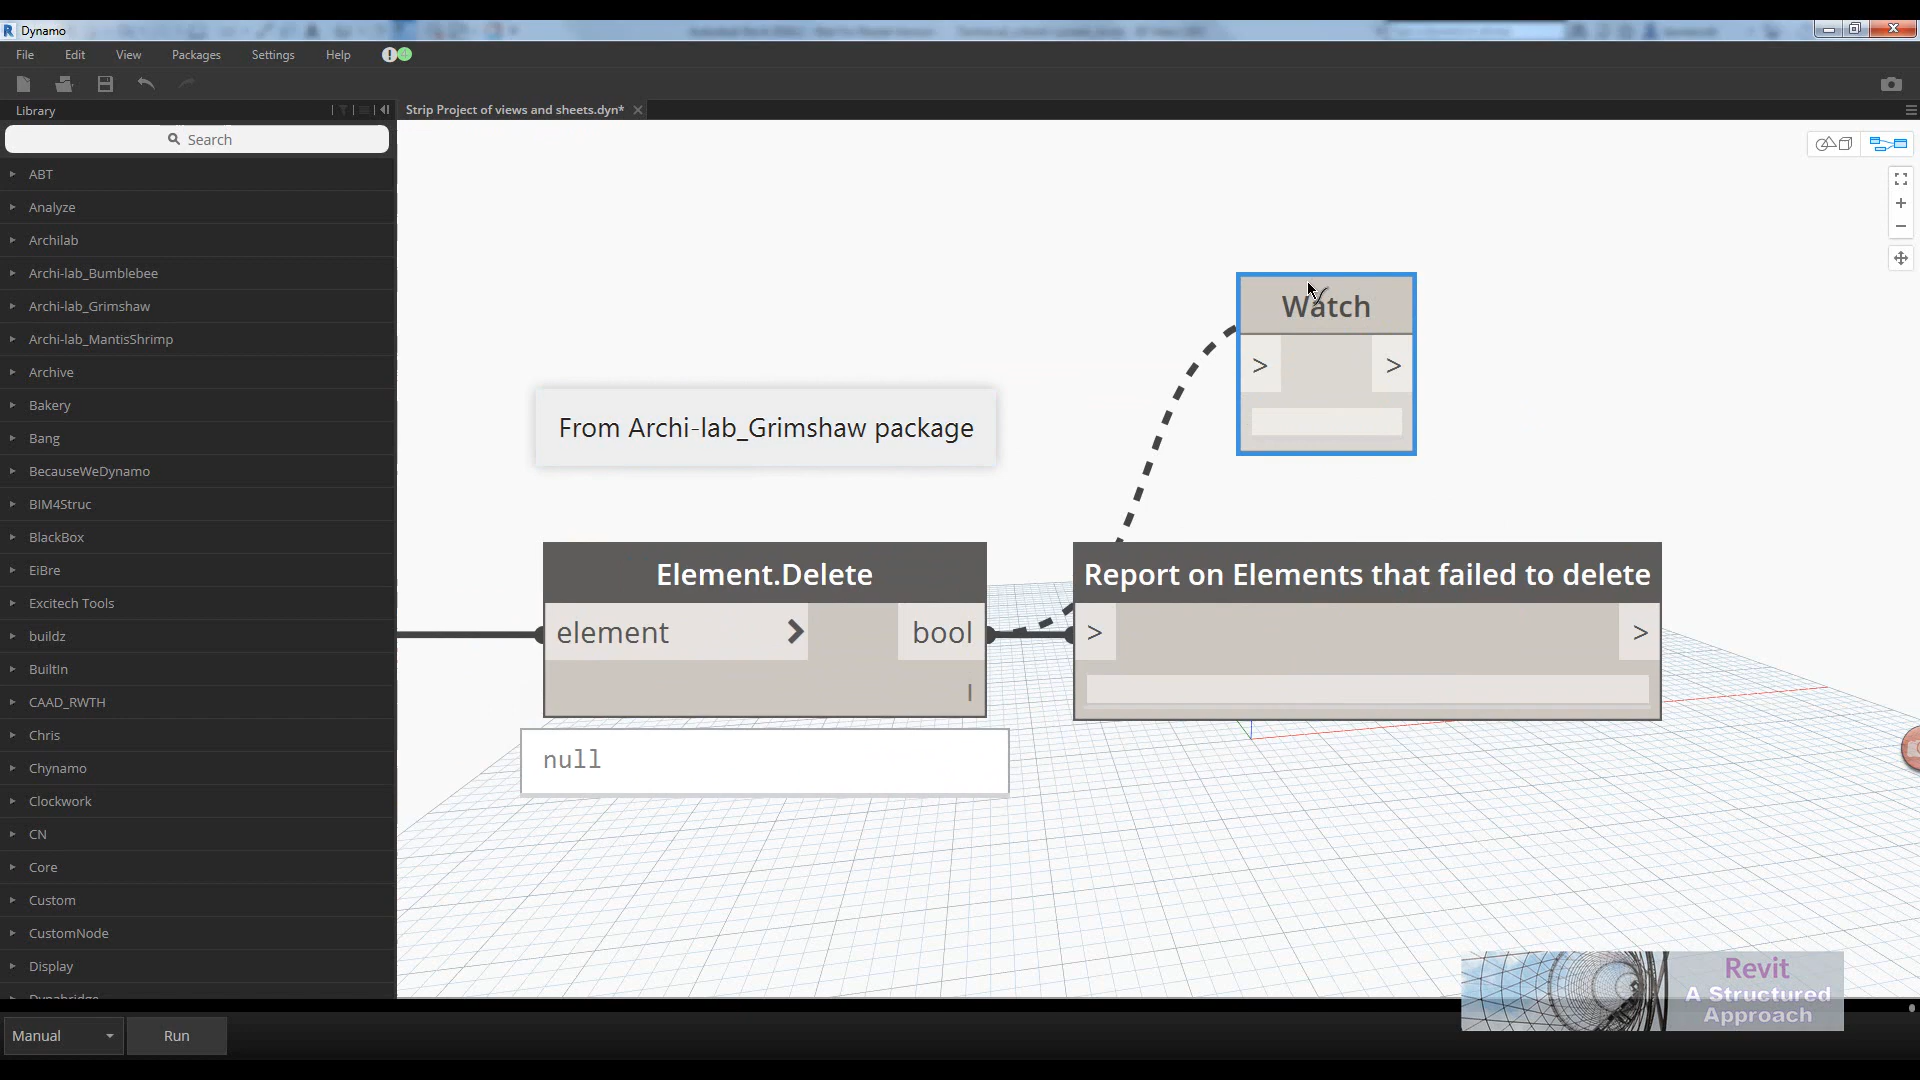 Dynamo
File Edit View Packages Settings Help
Library
Strip Project of views and sheets.dyn*
Search
ABT
Analyze
Archilab
Archi-lab_Bumblebee
Archi-lab_Grimshaw
Archi-lab_MantisShrimp
Archive
Bakery
Bang
BecauseWeDynamo
BIM4Struc
BlackBox
EiBre
Excitech Tools
buildz
BuiltIn
CAAD_RWTH
Chris
Chynamo
Clockwork
CN
Core
Custom
CustomNode
Display
Manual
Run
Watch
>
>
From Archi-lab_Grimshaw package
Element.Delete
element
bool
null
Report on Elements that failed to delete
>
>
Revit
A Structured
Approach